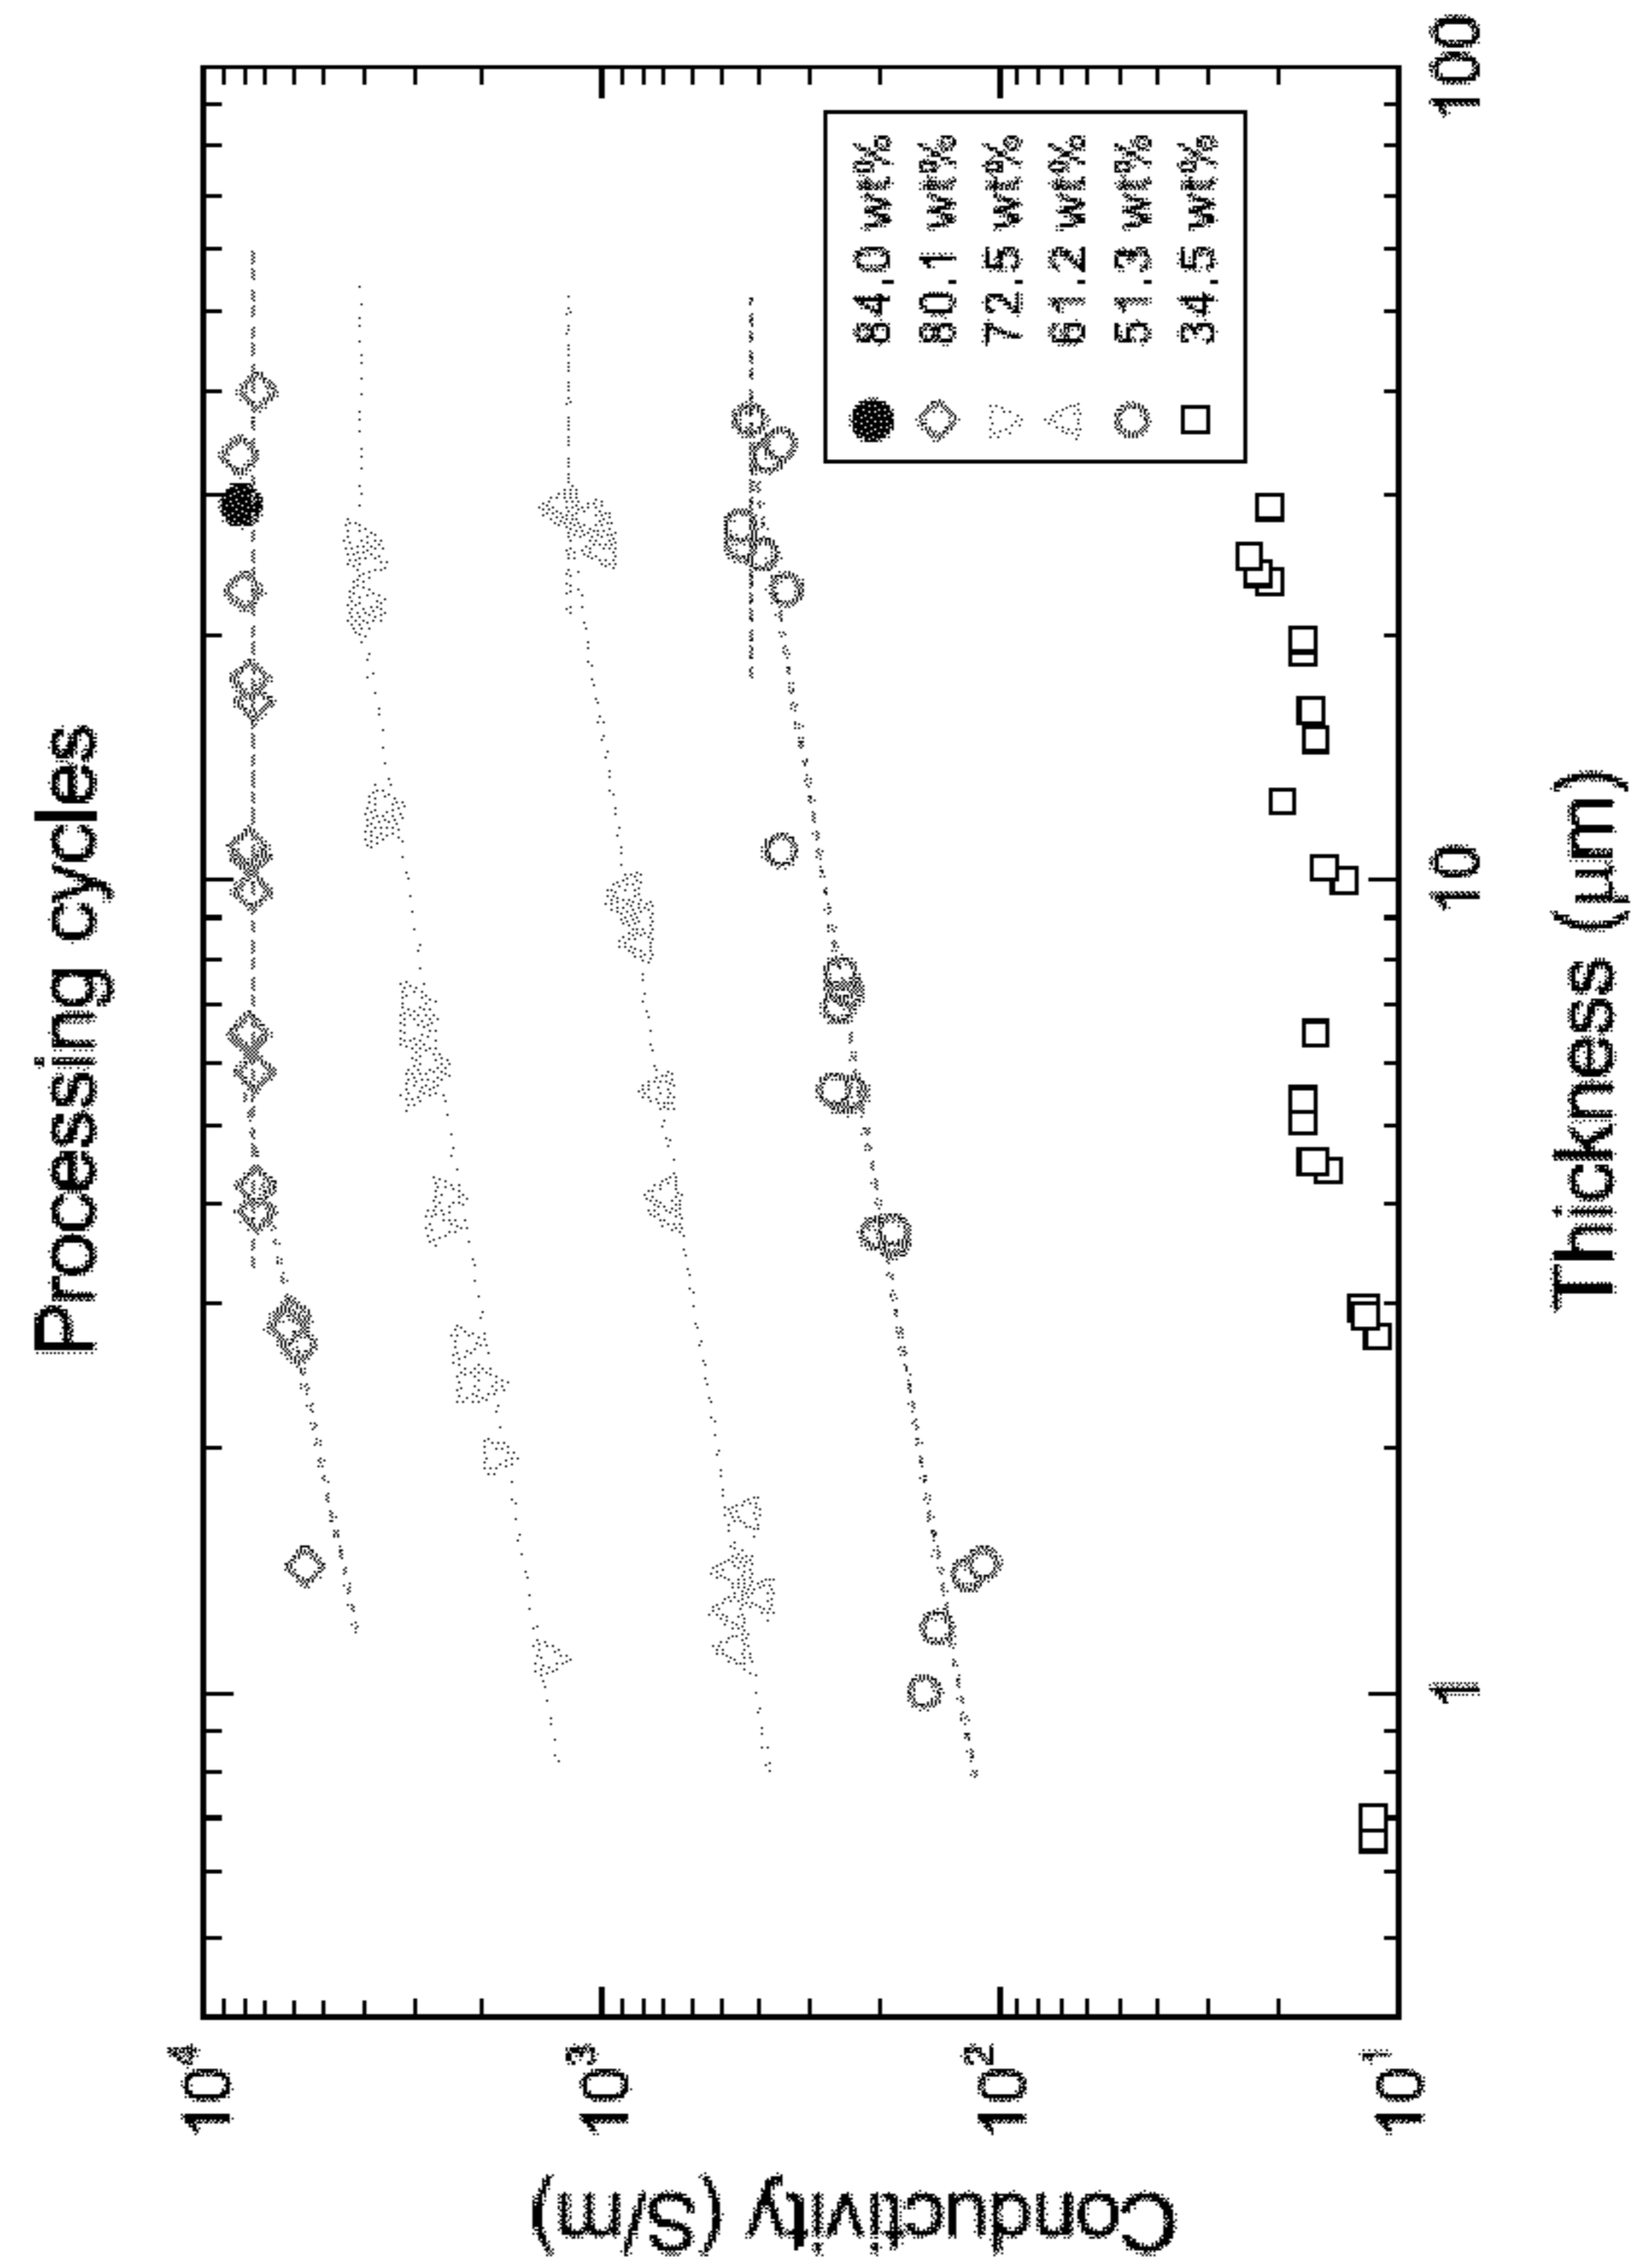 Processing cycles
Conductivity (S/m)
10⁴
10³
10²
10¹
84.0 wt%
80.1 wt%
72.5 wt%
61.2 wt%
51.3 wt%
34.5 wt%
1
10
100
Thickness (μm)